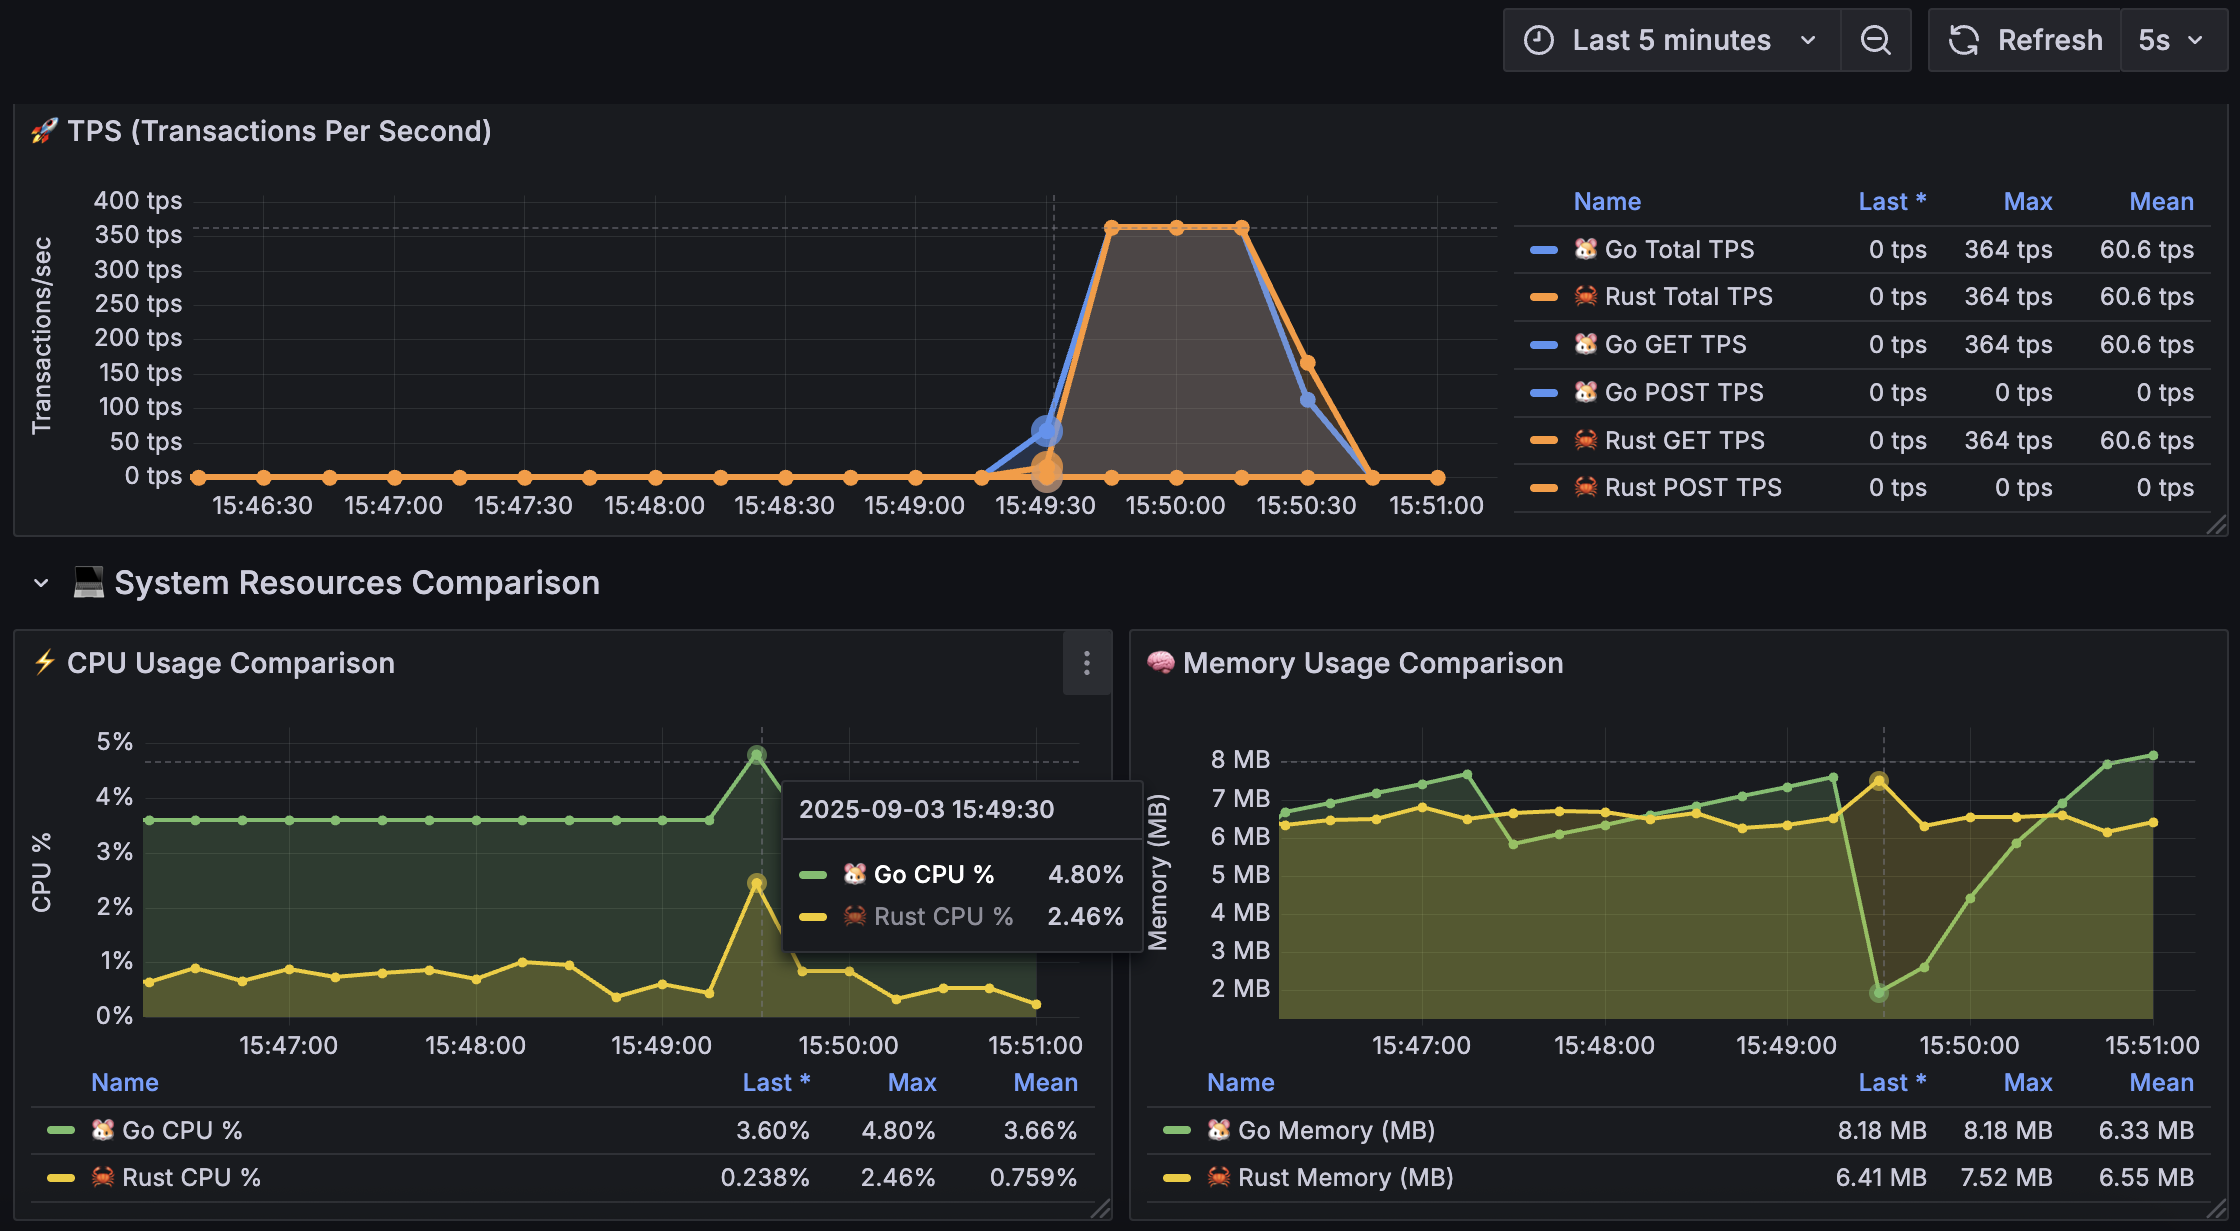 Last 5 minutes
Refresh
5s
🚀 TPS (Transactions Per Second)
Transactions/sec
400 tps
350 tps
300 tps
250 tps
200 tps
150 tps
100 tps
50 tps
0 tps
15:46:30 15:47:00 15:47:30 15:48:00 15:48:30 15:49:00 15:49:30 15:50:00 15:50:30 15:51:00
Name Last * Max Mean
🐹 Go Total TPS 0 tps 364 tps 60.6 tps
🦀 Rust Total TPS 0 tps 364 tps 60.6 tps
🐹 Go GET TPS 0 tps 364 tps 60.6 tps
🐹 Go POST TPS 0 tps 0 tps 0 tps
🦀 Rust GET TPS 0 tps 364 tps 60.6 tps
🦀 Rust POST TPS 0 tps 0 tps 0 tps
💻 System Resources Comparison
⚡ CPU Usage Comparison
CPU %
5%
4%
3%
2%
1%
0%
15:47:00 15:48:00 15:49:00 15:50:00 15:51:00
2025-09-03 15:49:30
🐹 Go CPU % 4.80%
🦀 Rust CPU % 2.46%
Name Last * Max Mean
🐹 Go CPU % 3.60% 4.80% 3.66%
🦀 Rust CPU % 0.238% 2.46% 0.759%
🧠 Memory Usage Comparison
Memory (MB)
8 MB
7 MB
6 MB
5 MB
4 MB
3 MB
2 MB
15:47:00 15:48:00 15:49:00 15:50:00 15:51:00
Name Last * Max Mean
🐹 Go Memory (MB) 8.18 MB 8.18 MB 6.33 MB
🦀 Rust Memory (MB) 6.41 MB 7.52 MB 6.55 MB